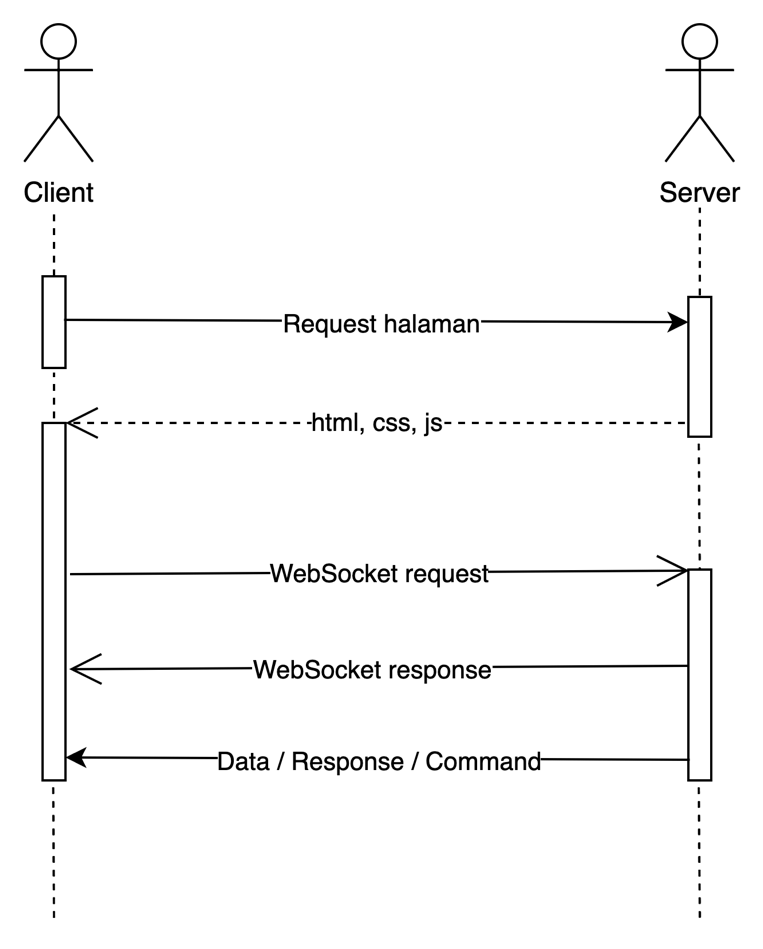 Client
Server
Request halaman
html, css, js
WebSocket request
WebSocket response
Data / Response / Command